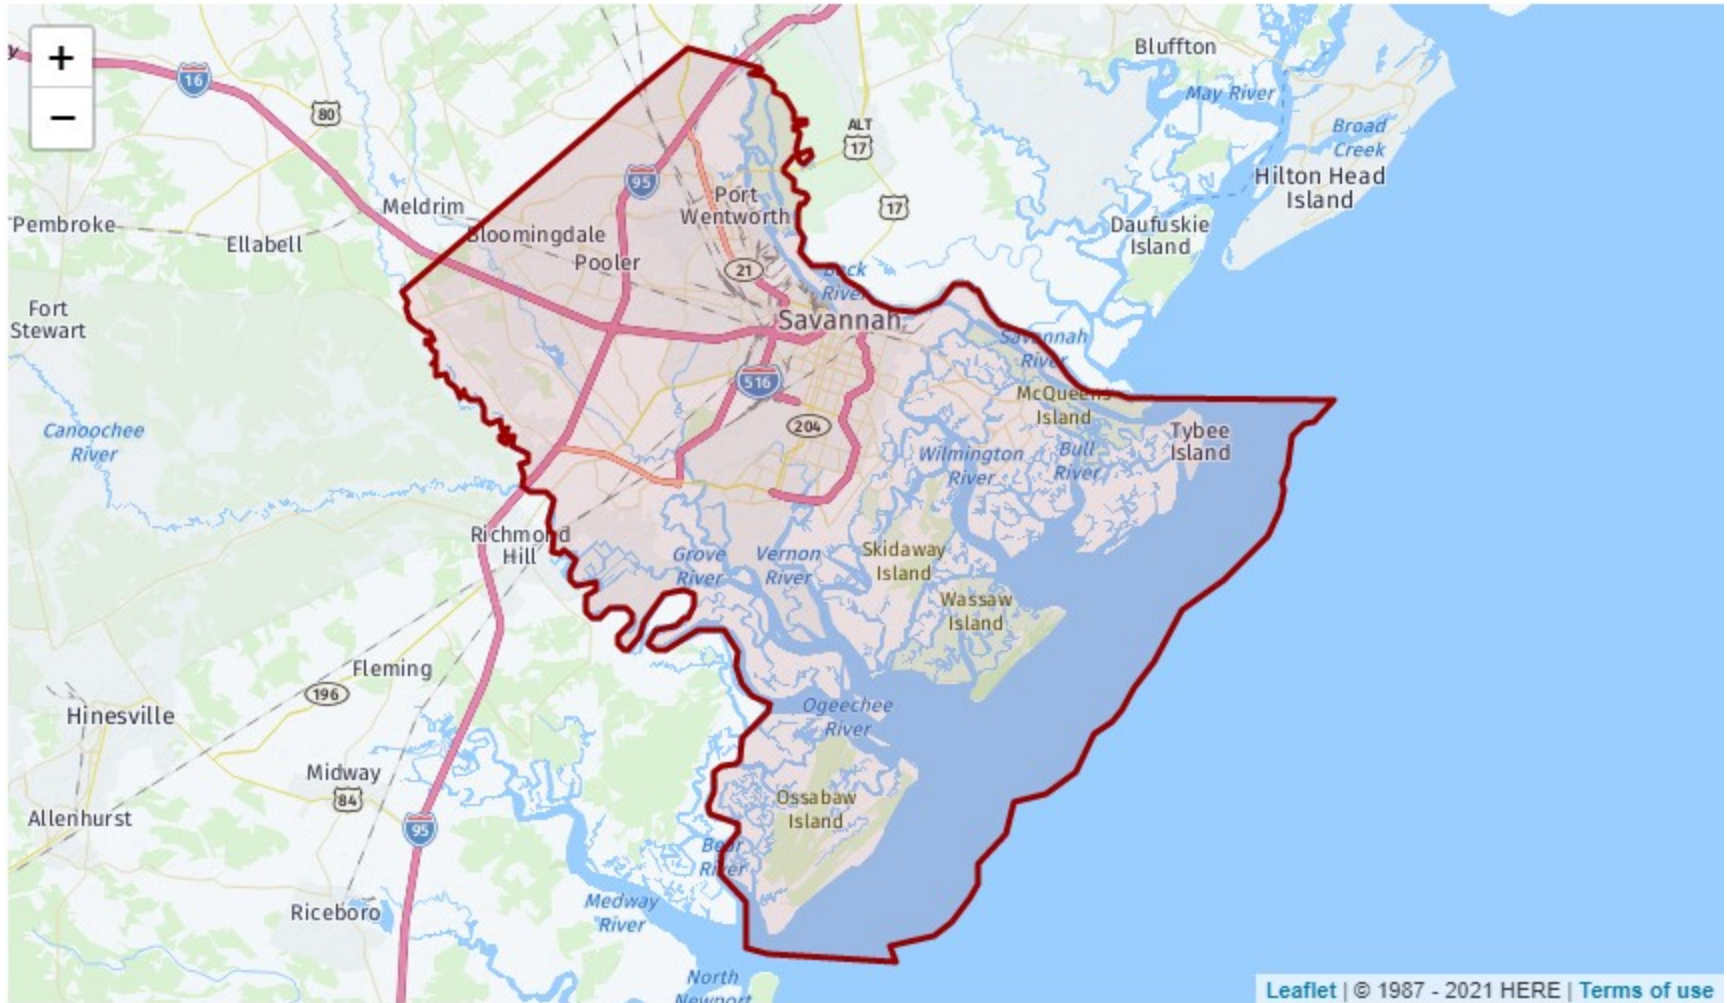 +
−
16
80
95
ALT
17
17
Bluffton
May River
Broad
Creek
Hilton Head
Island
Daufuskie
Island
Meldrim
Port
Wentworth
Pembroke
Ellabell
Bloomingdale
Pooler
21
Back
River
Fort
Stewart
Savannah
Savannah
River
516
McQueens
Island
204
Tybee
Island
Canoochee
River
Wilmington
River
Bull
River
Richmond
Hill
Grove
River
Vernon
River
Skidaway
Island
Wassaw
Island
Fleming
196
Hinesville
Ogeechee
River
Midway
84
Allenhurst
95
Ossabaw
Island
Bear
River
Riceboro
Medway
River
North
Newport
Leaflet | © 1987 - 2021 HERE | Terms of use